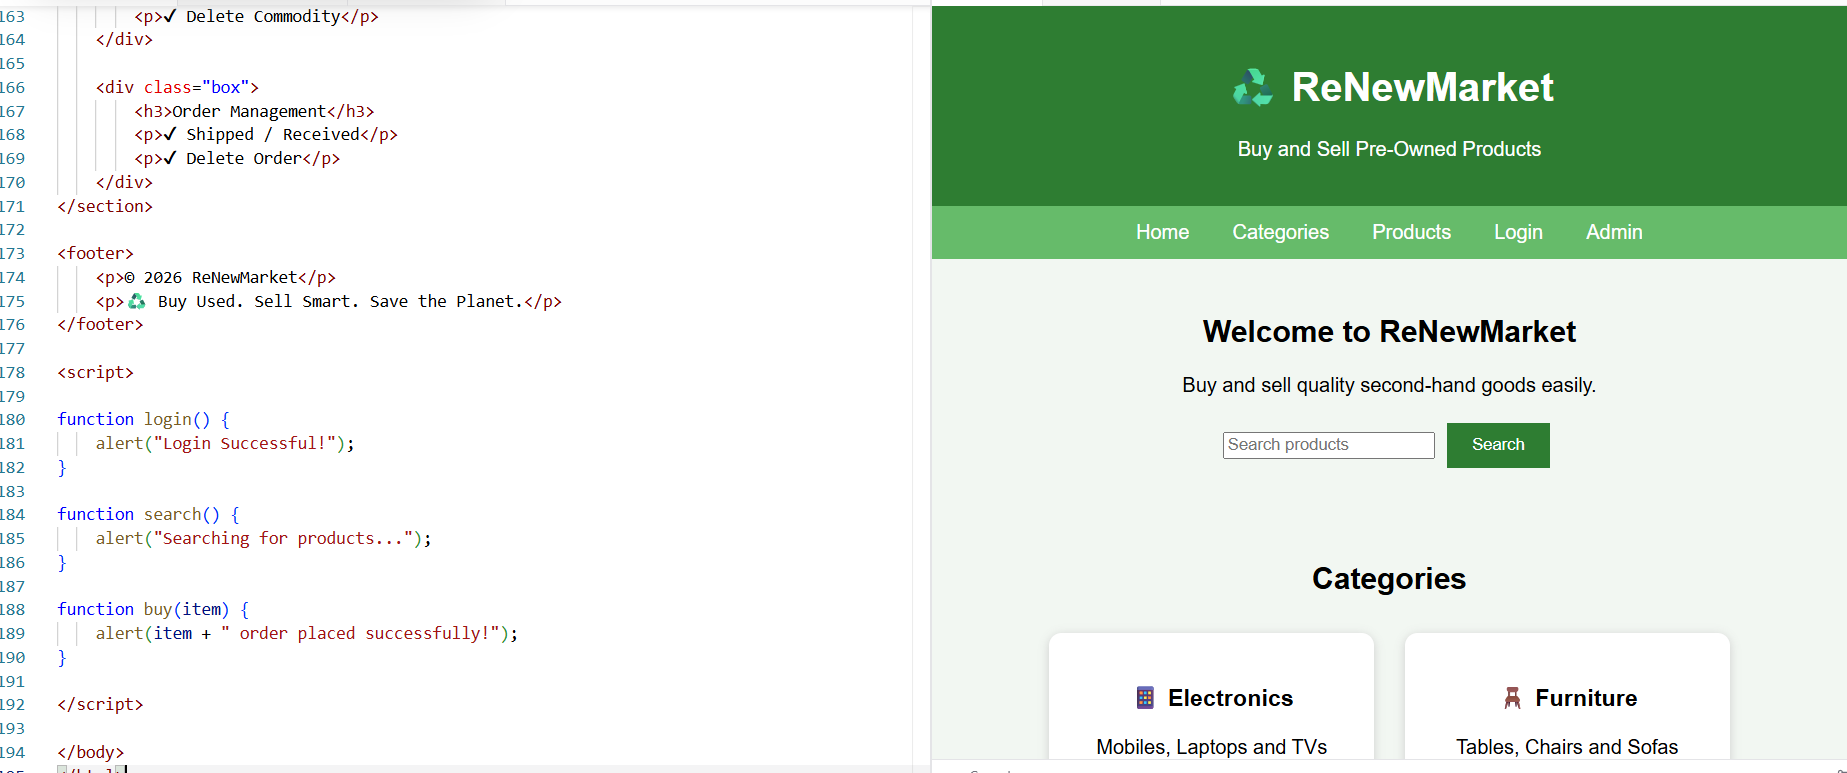 163 <p>✔ Delete Commodity</p>
164 </div>
165
166 <div class="box">
167 <h3>Order Management</h3>
168 <p>✔ Shipped / Received</p>
169 <p>✔ Delete Order</p>
170 </div>
171 </section>
172
173 <footer>
174 <p>© 2026 ReNewMarket</p>
175 <p>♻️ Buy Used. Sell Smart. Save the Planet.</p>
176 </footer>
177
178 <script>
179
180 function login() {
181 alert("Login Successful!");
182 }
183
184 function search() {
185 alert("Searching for products...");
186 }
187
188 function buy(item) {
189 alert(item + " order placed successfully!");
190 }
191
192 </script>
193
194 </body>
♻️ ReNewMarket
Buy and Sell Pre-Owned Products
Home Categories Products Login Admin
Welcome to ReNewMarket
Buy and sell quality second-hand goods easily.
Search products Search
Categories
📱 Electronics
Mobiles, Laptops and TVs
🪑 Furniture
Tables, Chairs and Sofas